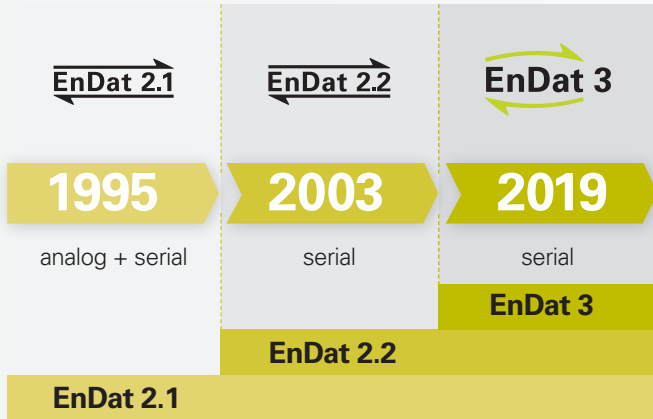 EnDat 2.1
EnDat 2.2
EnDat 3
1995
2003
2019
analog + serial
serial
serial
EnDat 3
EnDat 2.2
EnDat 2.1